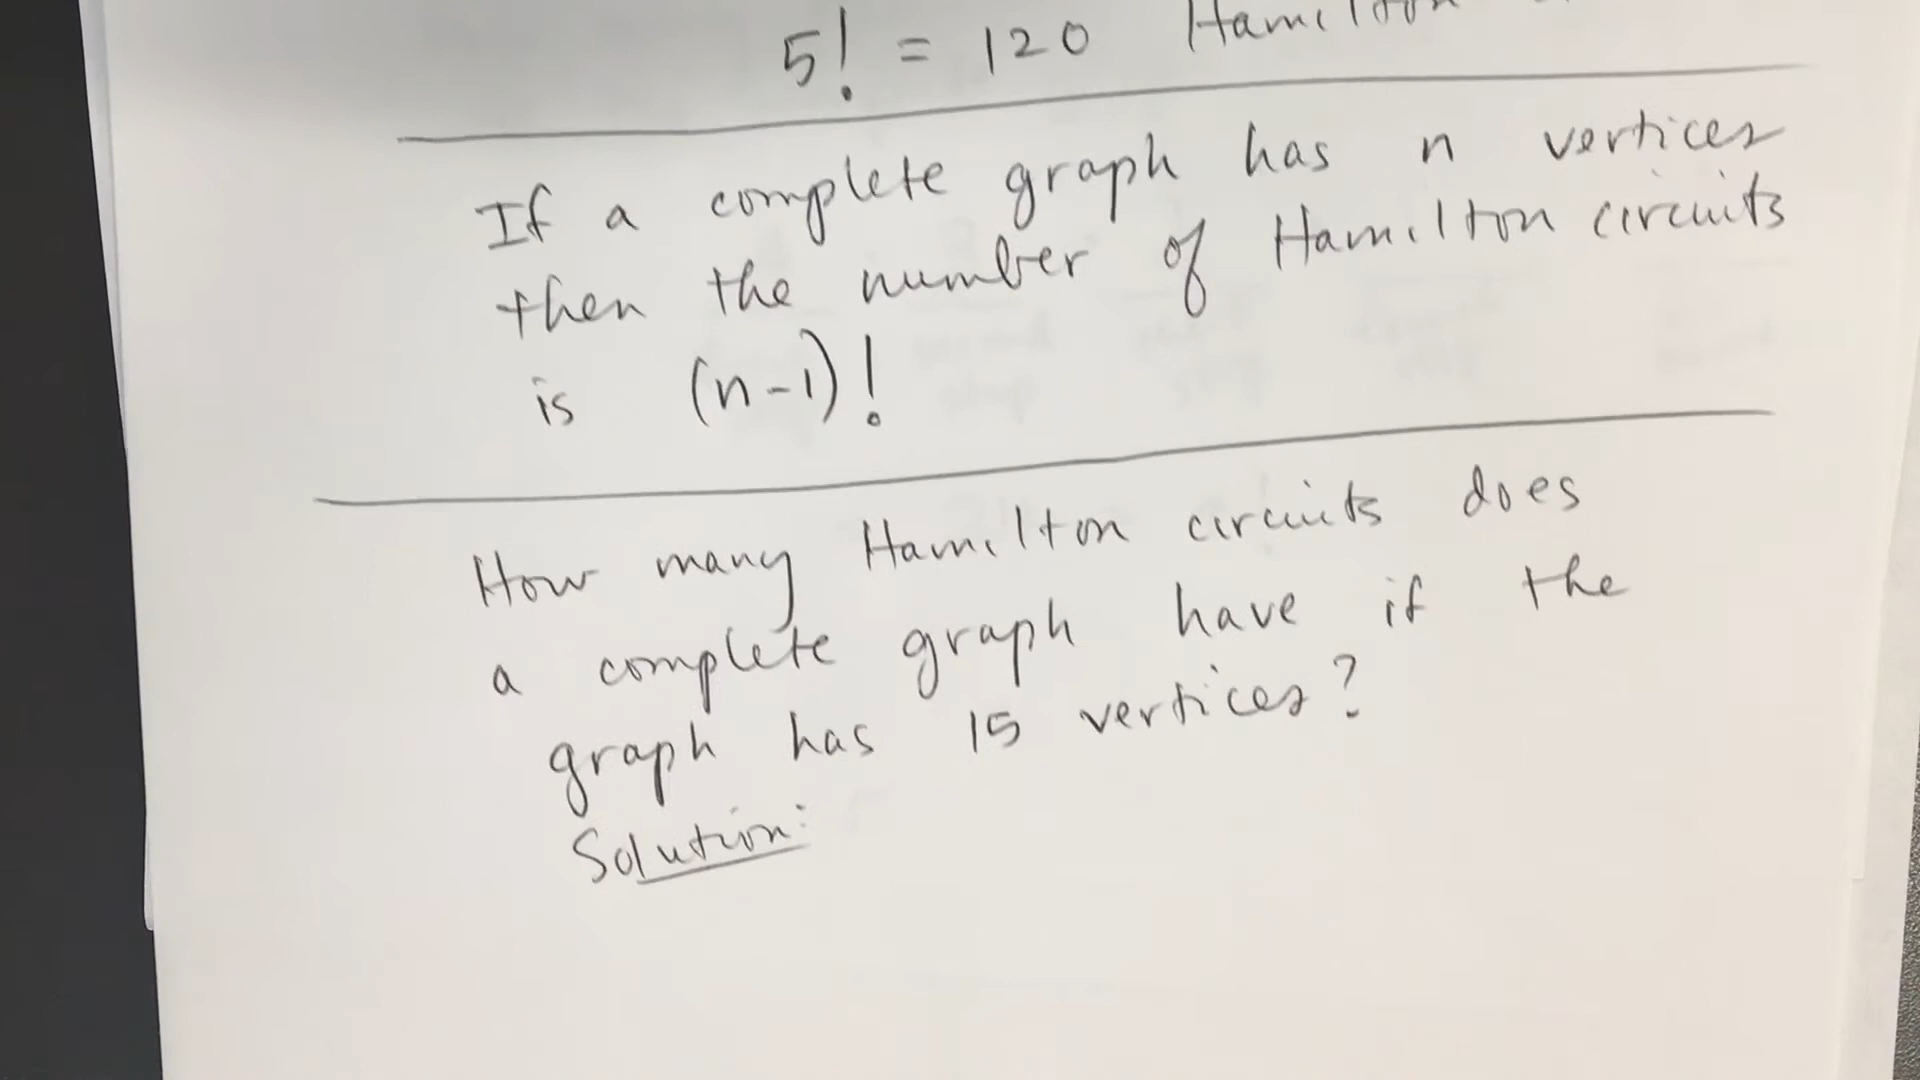 5! = 120 Hamilton
If a complete graph has n vertices
then the number of Hamilton circuits
is (n-1)!
How many Hamilton circuits does
a complete graph have if the
graph has 15 vertices?
Solution: